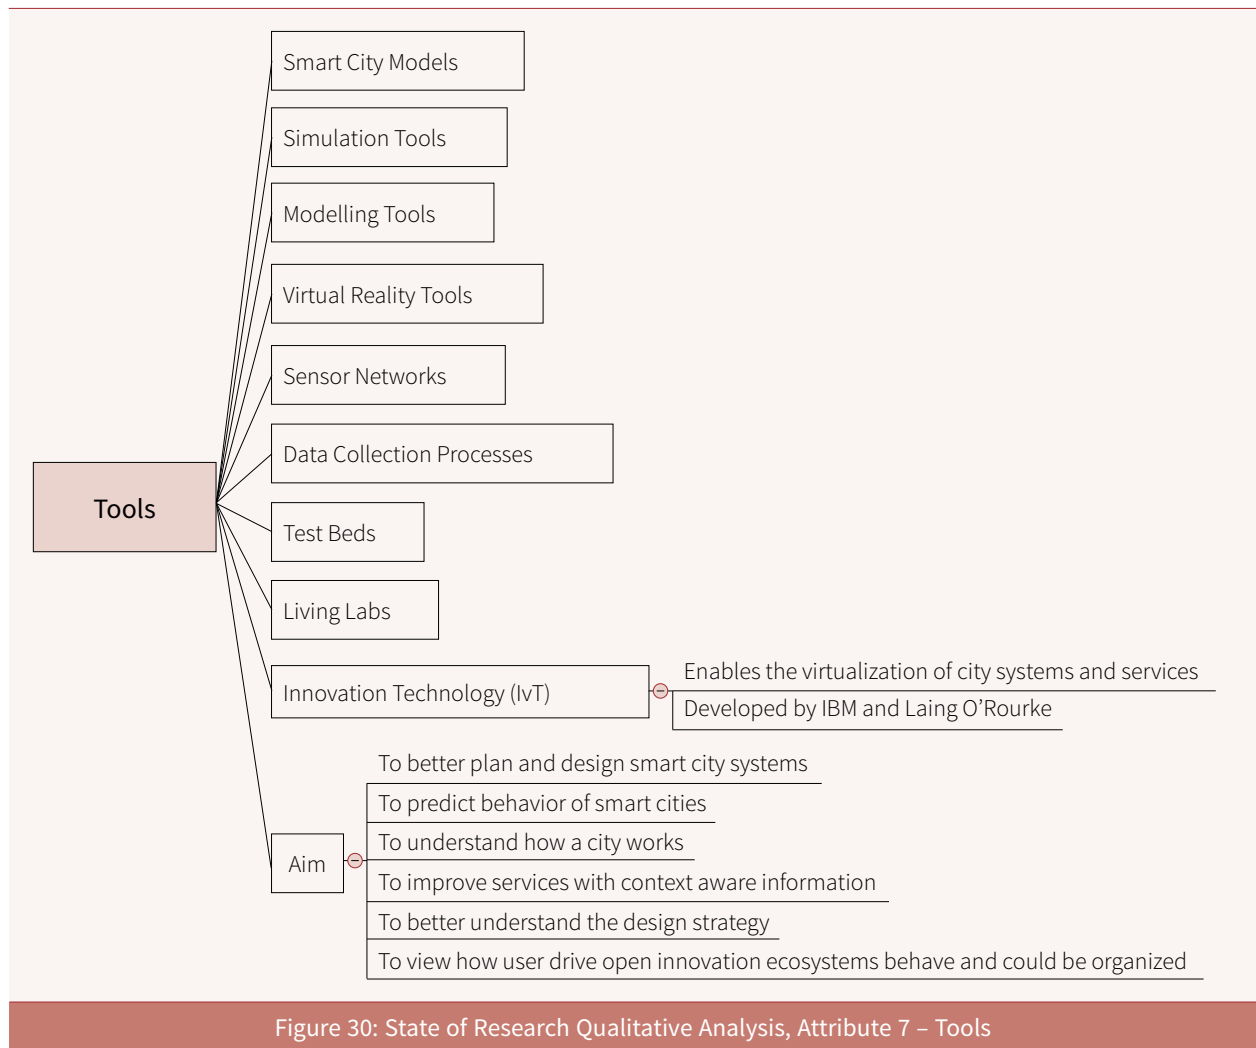 Smart City Models
Simulation Tools
Modelling Tools
Virtual Reality Tools
Sensor Networks
Data Collection Processes
Tools
Test Beds
Living Labs
Innovation Technology (IvT)
Enables the virtualization of city systems and services
Developed by IBM and Laing O’Rourke
Aim
To better plan and design smart city systems
To predict behavior of smart cities
To understand how a city works
To improve services with context aware information
To better understand the design strategy
To view how user drive open innovation ecosystems behave and could be organized
Figure 30: State of Research Qualitative Analysis, Attribute 7 – Tools